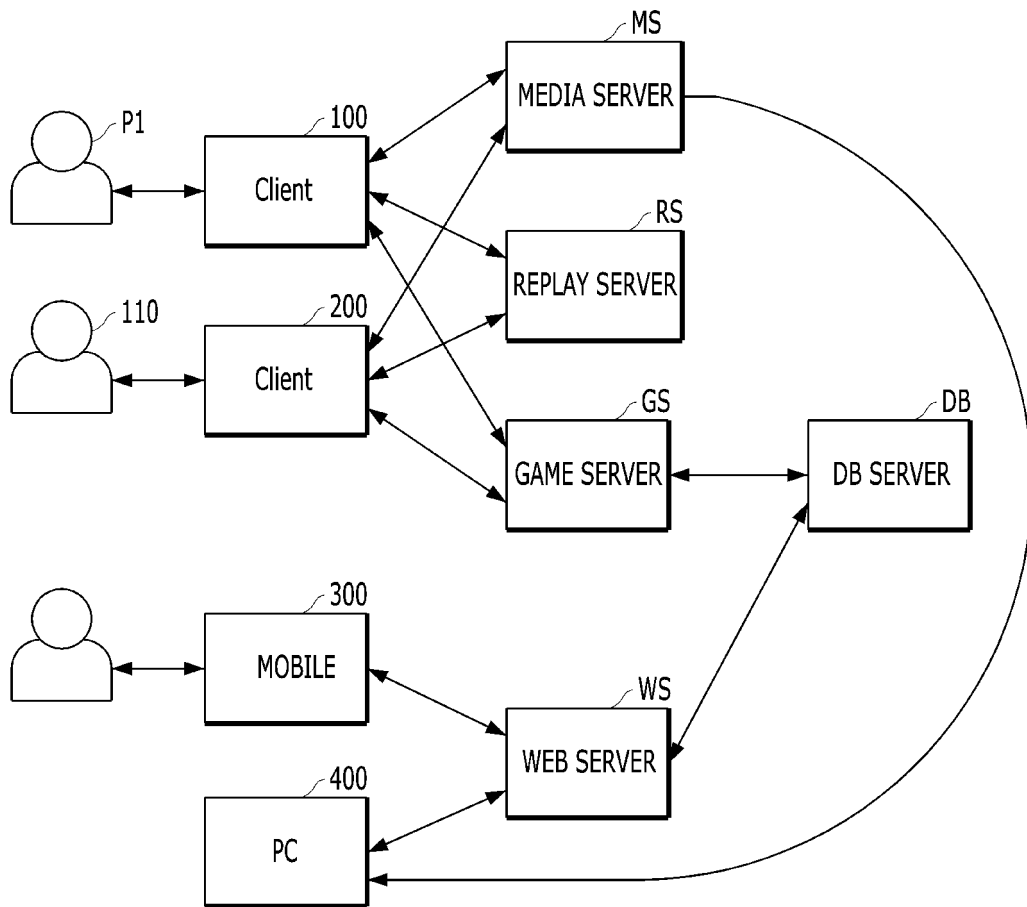 MS
MEDIA SERVER
P1
100
Client
RS
REPLAY SERVER
110
200
Client
GS
GAME SERVER
DB
DB SERVER
300
MOBILE
WS
WEB SERVER
400
PC